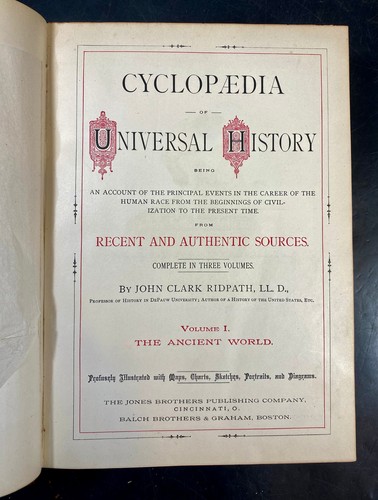 CYCLOPÆDIA
OF
UNIVERSAL HISTORY
BEING
AN ACCOUNT OF THE PRINCIPAL EVENTS IN THE CAREER OF THE
HUMAN RACE FROM THE BEGINNINGS OF CIVIL-
IZATION TO THE PRESENT TIME.
FROM
RECENT AND AUTHENTIC SOURCES.
COMPLETE IN THREE VOLUMES.
BY JOHN CLARK RIDPATH, LL. D.,
PROFESSOR OF HISTORY IN DEPAUW UNIVERSITY; AUTHOR OF A HISTORY OF THE UNITED STATES, ETC.
VOLUME I.
THE ANCIENT WORLD.
Profusely Illustrated with Maps, Charts, Sketches, Portraits, and Diagrams.
THE JONES BROTHERS PUBLISHING COMPANY,
CINCINNATI, O.
BALCH BROTHERS & GRAHAM, BOSTON.